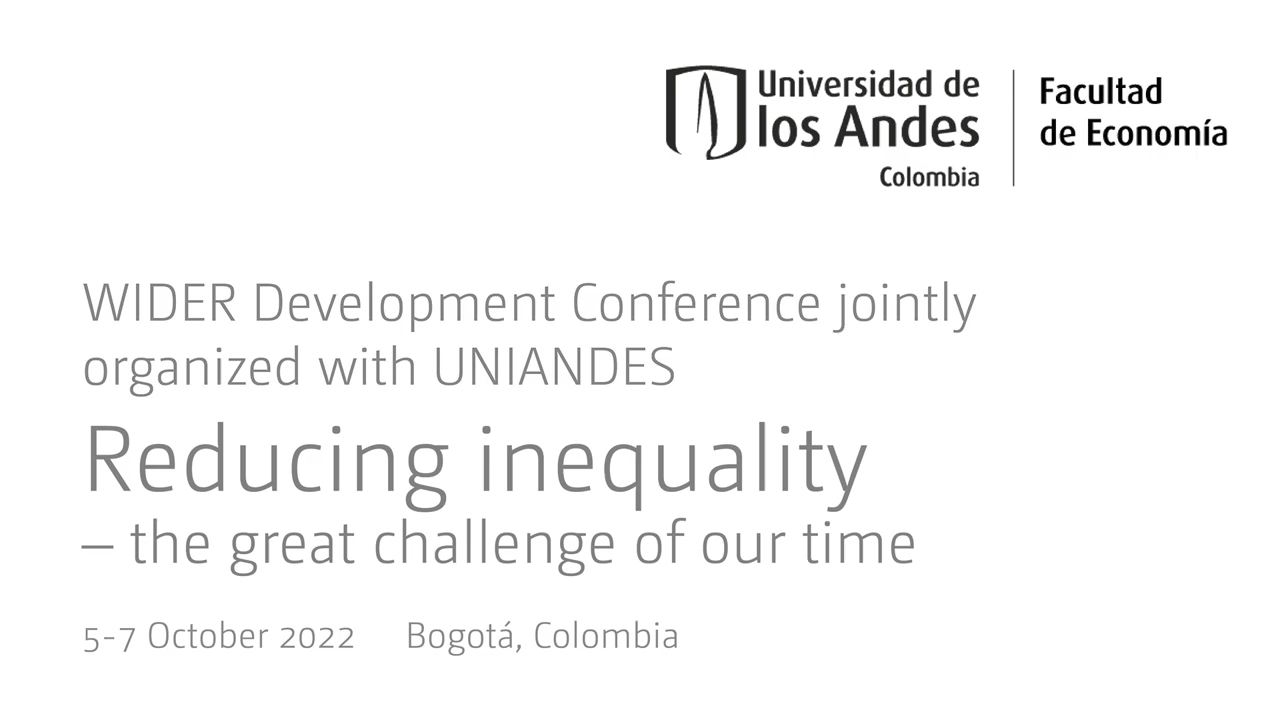 Universidad de
los Andes
Colombia
Facultad
de Economía
WIDER Development Conference jointly
organized with UNIANDES
Reducing inequality
– the great challenge of our time
5-7 October 2022 Bogotá, Colombia